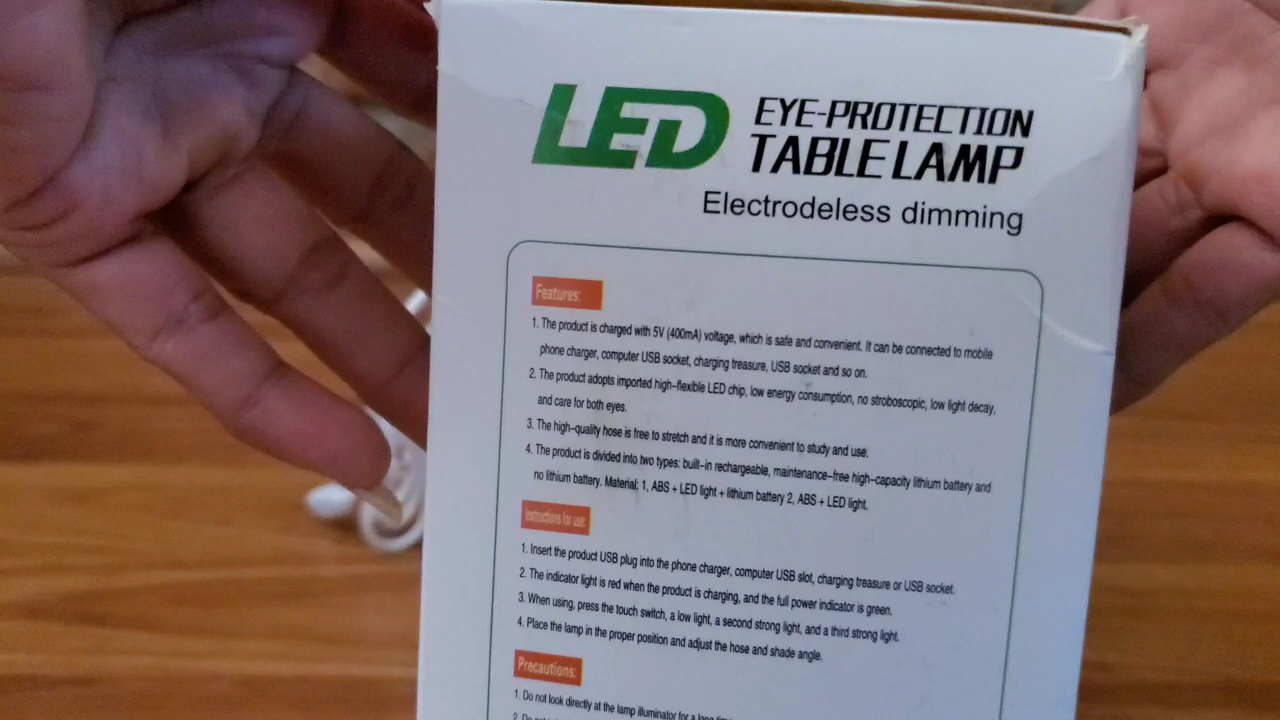 LED EYE-PROTECTION
TABLE LAMP
Electrodeless dimming
Features:
1. The product is charged with 5V (400mA) voltage, which is safe and convenient. It can be connected to mobile
phone charger, computer USB socket, charging treasure, USB socket and so on.
2. The product adopts imported high-flexible LED chip, low energy consumption, no stroboscopic, low light decay,
and care for both eyes.
3. The high-quality hose is free to stretch and it is more convenient to study and use.
4. The product is divided into two types: built-in rechargeable, maintenance-free high-capacity lithium battery and
no lithium battery. Material: 1, ABS + LED light + lithium battery 2, ABS + LED light.
Instructions for use:
1. Insert the product USB plug into the phone charger, computer USB slot, charging treasure or USB socket.
2. The indicator light is red when the product is charging, and the full power indicator is green.
3. When using, press the touch switch, a low light, a second strong light, and a third strong light.
4. Place the lamp in the proper position and adjust the hose and shade angle.
Precautions:
1. Do not look directly at the lamp illuminator for a long
2. Do